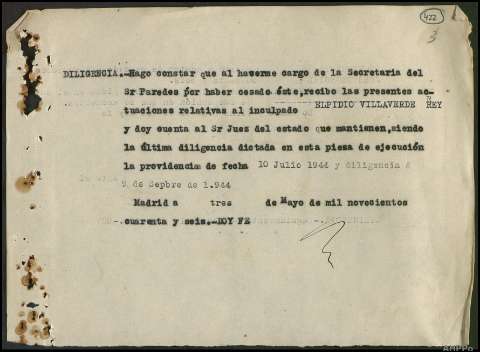 422
3
DILIGENCIA.-Hago constar que al haverme cargo de la Secretaria del
Sr Paredes por haber cesado éste,recibo las presentes ac-
tuaciones relativas al inculpado ELPIDIO VILLAVERDE REY
y doy cuenta al Sr Juez del estado que mantienen,siendo
la última diligencia dictada en esta pieza de ejecución
la providencia de fecha 10 Julio 1944 y diligencia d
9 de Sepbre de 1.944
Madrid a tres de Mayo de mil novecientos
cuarenta y seis.-DOY FE
AHPPo